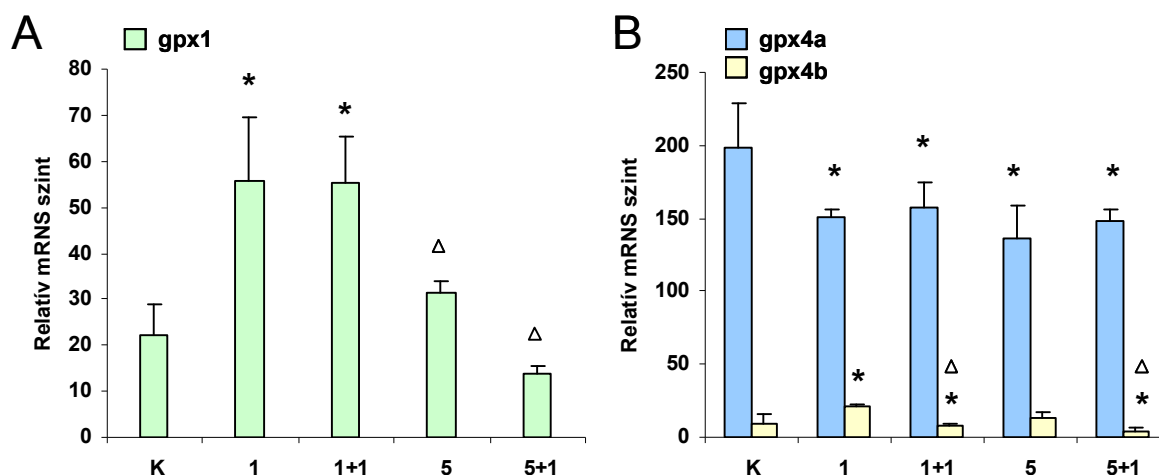 A
gpx1
Relatív mRNS szint
80
70
60
50
40
30
20
10
0
*
*
Δ
Δ
K 1 1+1 5 5+1
B
gpx4a
gpx4b
Relatív mRNS szint
250
200
150
100
50
0
* * * *
* Δ * Δ *
K 1 1+1 5 5+1